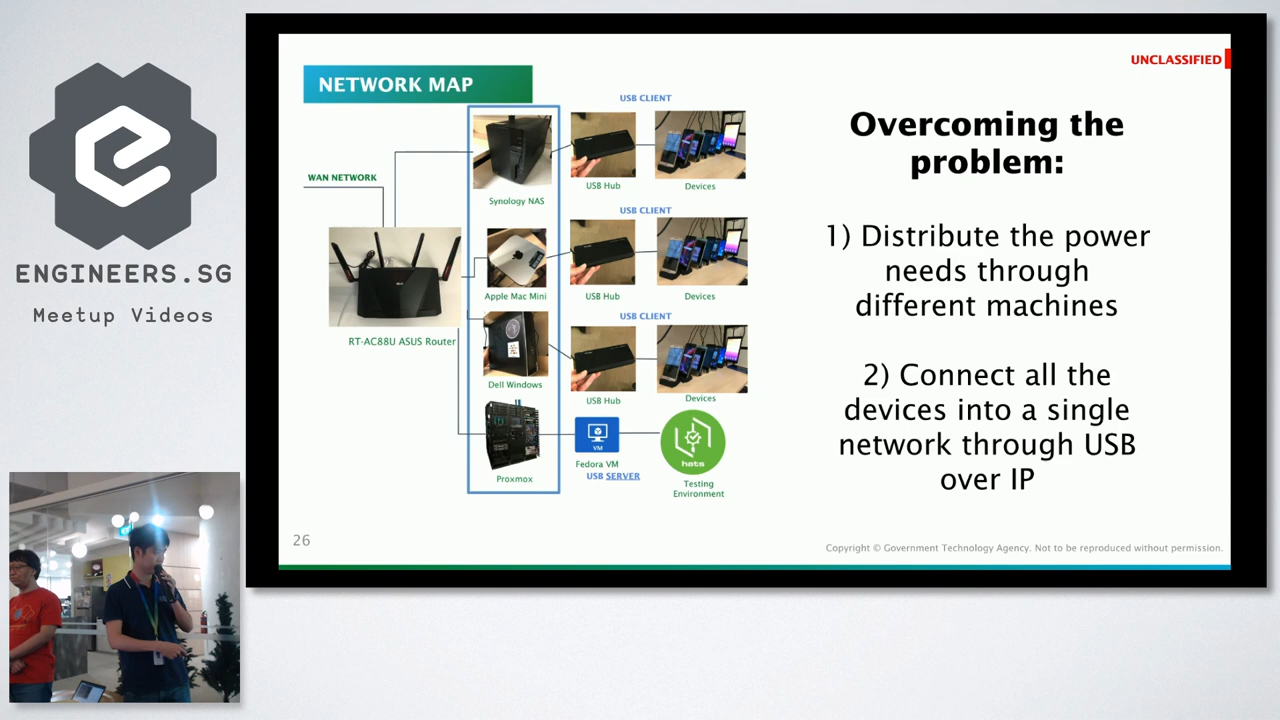 ENGINEERS.SG
Meetup Videos
UNCLASSIFIED
NETWORK MAP
WAN NETWORK
RT-AC88U ASUS Router
USB CLIENT
Synology NAS
USB Hub
Devices
USB CLIENT
Apple Mac Mini
USB Hub
Devices
USB CLIENT
Dell Windows
USB Hub
Devices
VM
hats
Proxmox
Fedora VM
USB SERVER
Testing
Environment
Overcoming the
problem:
1) Distribute the power
needs through
different machines
2) Connect all the
devices into a single
network through USB
over IP
26
Copyright © Government Technology Agency. Not to be reproduced without permission.